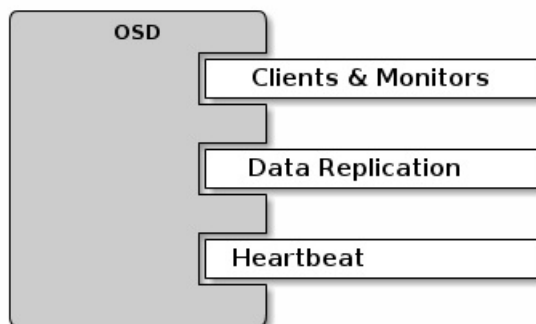 OSD
Clients & Monitors
Data Replication
Heartbeat